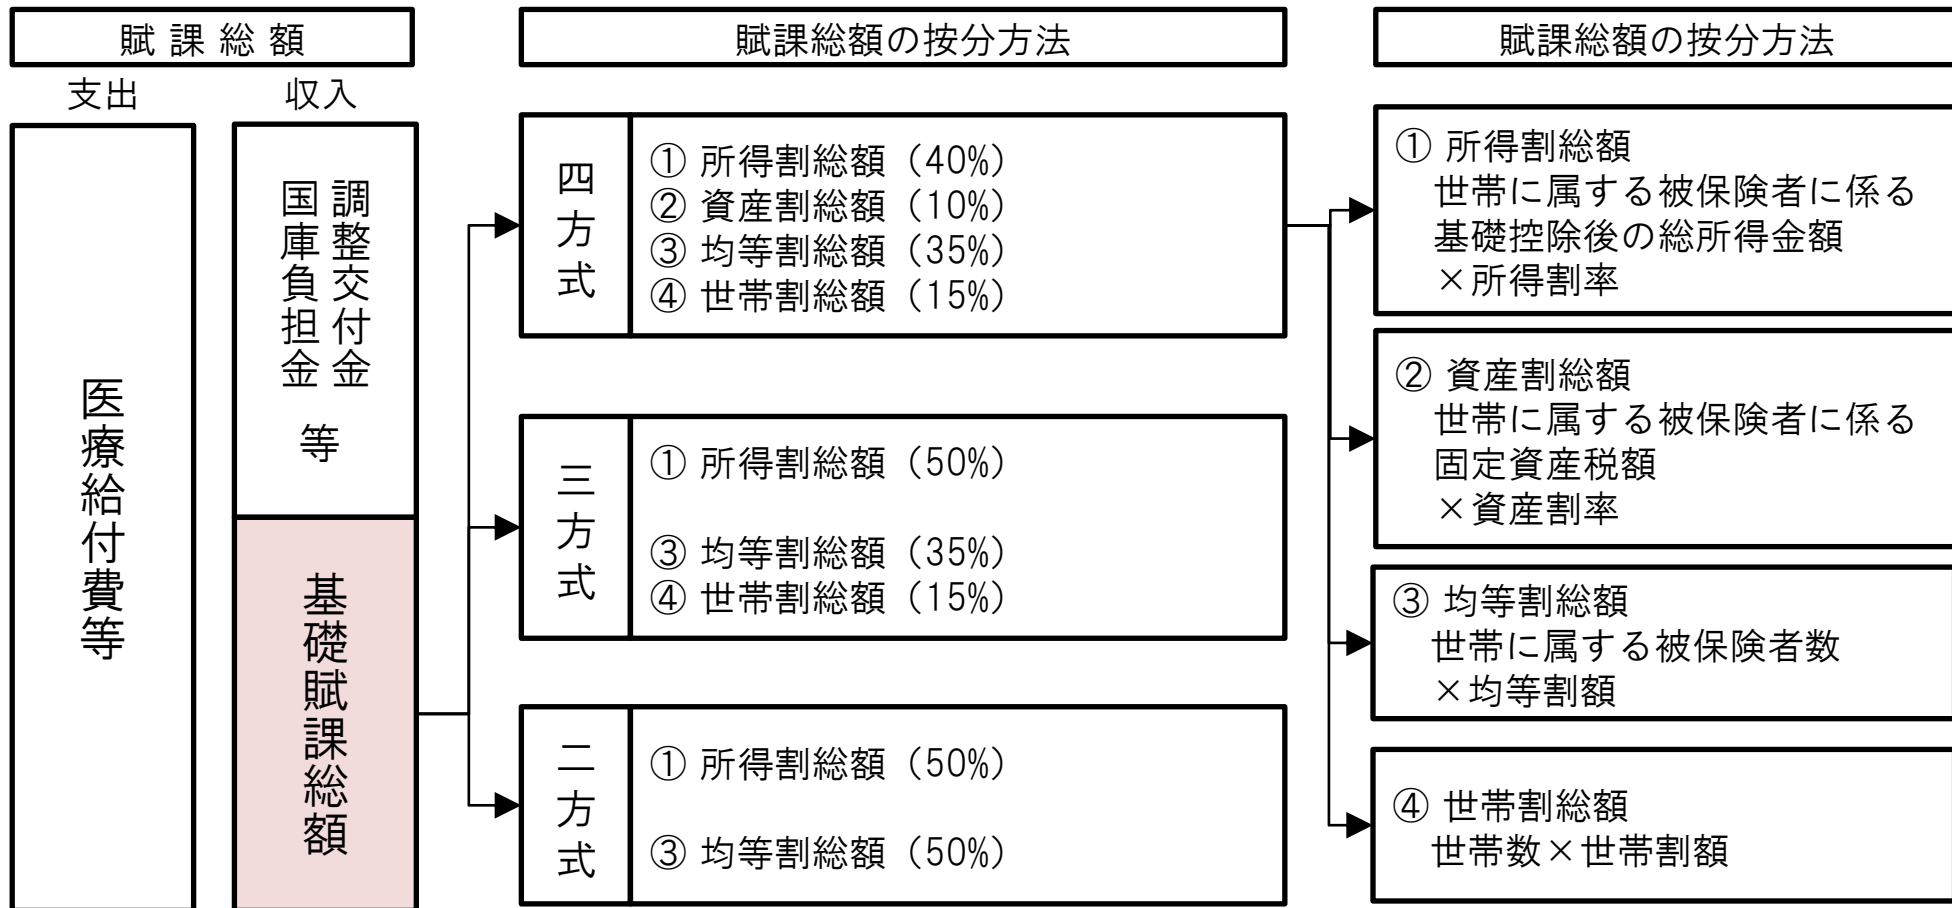 賦課総額
支出
収入
医療給付費等
調整交付金
国庫負担金
等
基礎賦課総額
賦課総額の按分方法
四方式
① 所得割総額（40%）
② 資産割総額（10%）
③ 均等割総額（35%）
④ 世帯割総額（15%）
三方式
① 所得割総額（50%）
③ 均等割総額（35%）
④ 世帯割総額（15%）
二方式
① 所得割総額（50%）
③ 均等割総額（50%）
賦課総額の按分方法
① 所得割総額
世帯に属する被保険者に係る
基礎控除後の総所得金額
×所得割率
② 資産割総額
世帯に属する被保険者に係る
固定資産税額
×資産割率
③ 均等割総額
世帯に属する被保険者数
×均等割額
④ 世帯割総額
世帯数×世帯割額